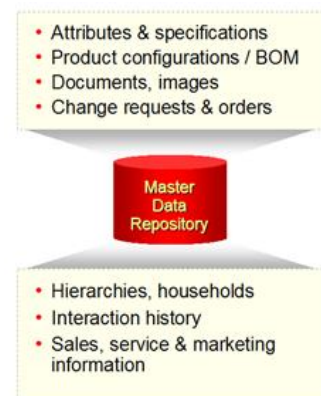 • Attributes & specifications
• Product configurations / BOM
• Documents, images
• Change requests & orders
Master
Data
Repository
• Hierarchies, households
• Interaction history
• Sales, service & marketing
information